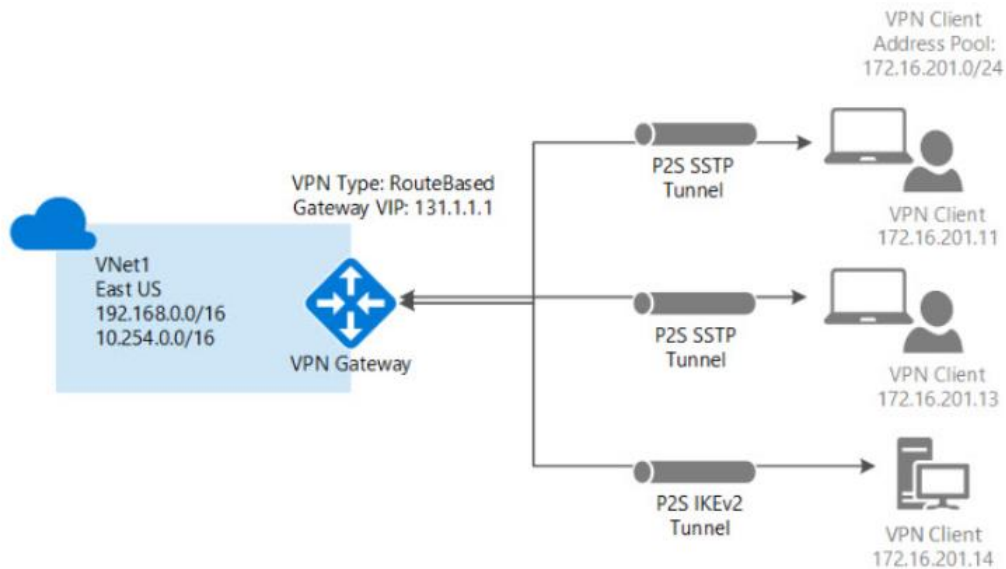 VPN Client
Address Pool:
172.16.201.0/24
P2S SSTP
Tunnel
VPN Type: RouteBased
Gateway VIP: 131.1.1.1
VPN Client
172.16.201.11
VNet1
East US
192.168.0.0/16
10.254.0.0/16
VPN Gateway
P2S SSTP
Tunnel
VPN Client
172.16.201.13
P2S IKEv2
Tunnel
VPN Client
172.16.201.14